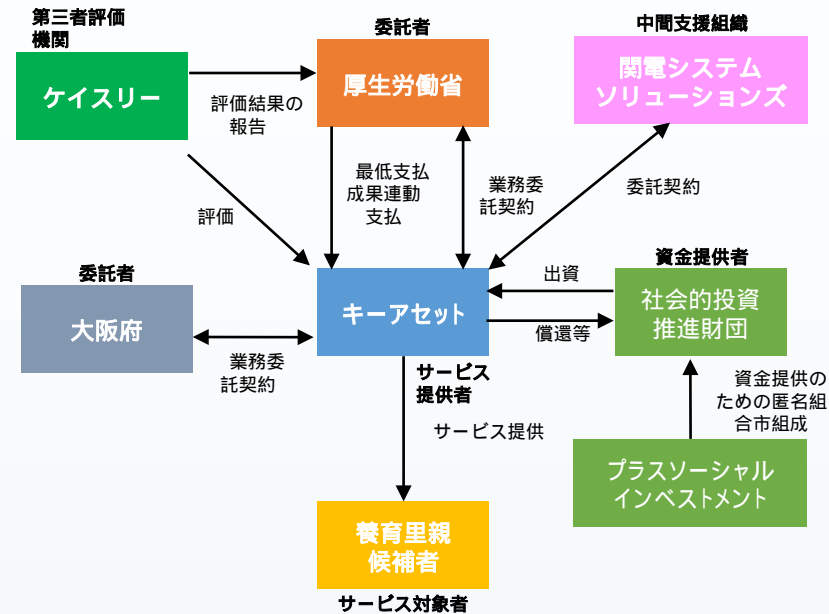 第三者評価
機関
ケイスリー
評価結果の
報告
委託者
厚生労働省
中間支援組織
関電システム
ソリューションズ
最低支払
成果連動
支払
業務委
託契約
委託契約
評価
委託者
大阪府
業務委
託契約
キーアセット
サービス
提供者
出資
償還等
資金提供者
社会的投資
推進財団
資金提供の
ための匿名組
合市組成
プラスソーシャル
インベストメント
サービス提供
養育里親
候補者
サービス対象者